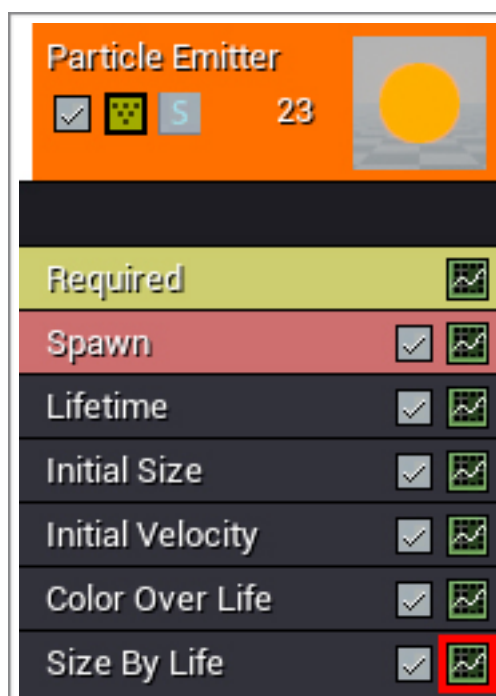 Particle Emitter
S 23
Required
Spawn
Lifetime
Initial Size
Initial Velocity
Color Over Life
Size By Life